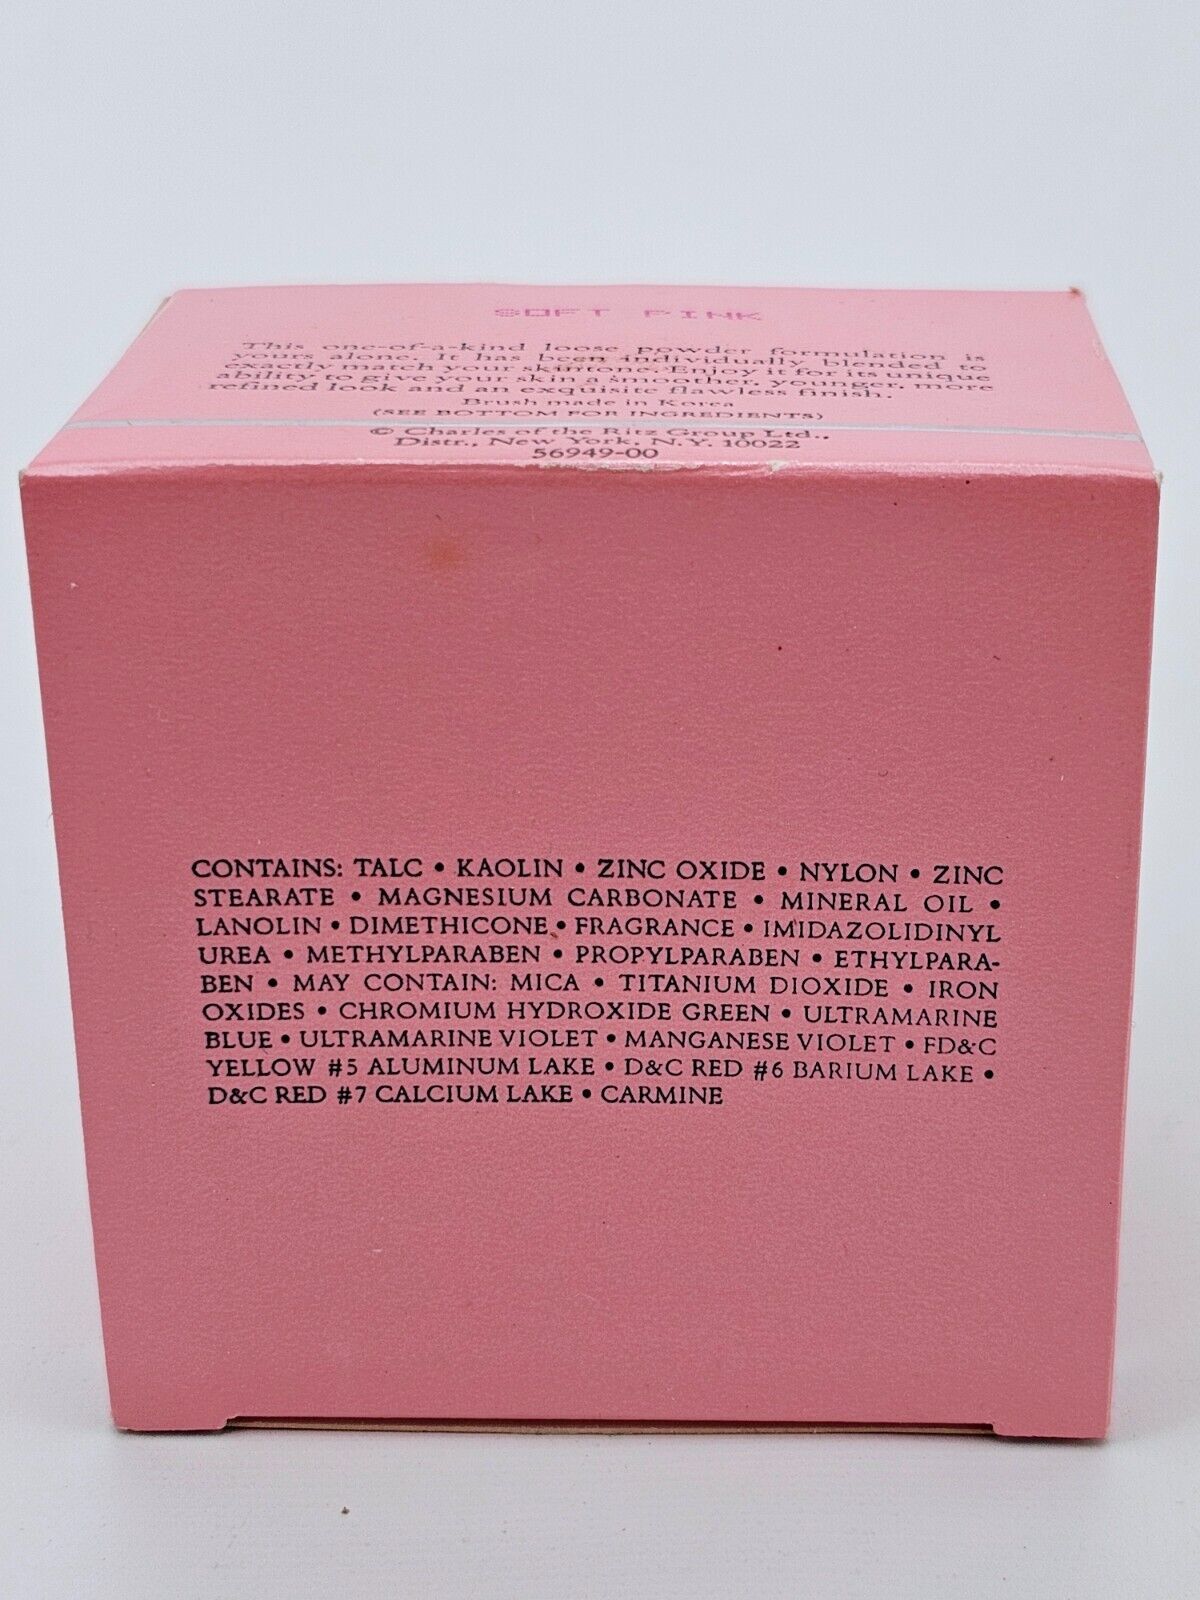 SOFT PINK
This one-of-a-kind loose powder formulation is
yours alone. It has been individually blended to
exactly match your skintone. Enjoy it for its unique
ability to give your skin a smoother, younger, more
refined look and an exquisite flawless finish.
Brush made in Korea
(SEE BOTTOM FOR INGREDIENTS)
© Charles of the Ritz Group Ltd.,
Distr., New York, N.Y. 10022
56949-00
CONTAINS: TALC • KAOLIN • ZINC OXIDE • NYLON • ZINC
STEARATE • MAGNESIUM CARBONATE • MINERAL OIL •
LANOLIN • DIMETHICONE • FRAGRANCE • IMIDAZOLIDINYL
UREA • METHYLPARABEN • PROPYLPARABEN • ETHYLPARA-
BEN • MAY CONTAIN: MICA • TITANIUM DIOXIDE • IRON
OXIDES • CHROMIUM HYDROXIDE GREEN • ULTRAMARINE
BLUE • ULTRAMARINE VIOLET • MANGANESE VIOLET • FD&C
YELLOW #5 ALUMINUM LAKE • D&C RED #6 BARIUM LAKE •
D&C RED #7 CALCIUM LAKE • CARMINE